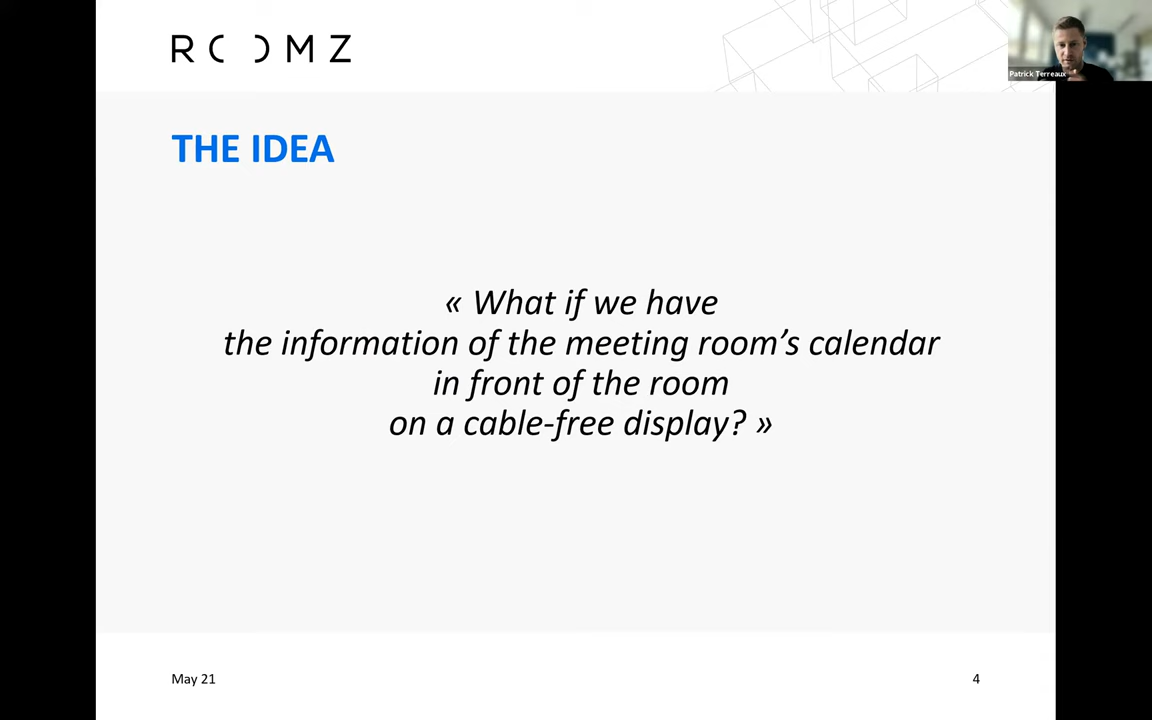 ROOMZ
Patrick Terreaux
THE IDEA
« What if we have
the information of the meeting room’s calendar
in front of the room
on a cable-free display? »
May 21
4